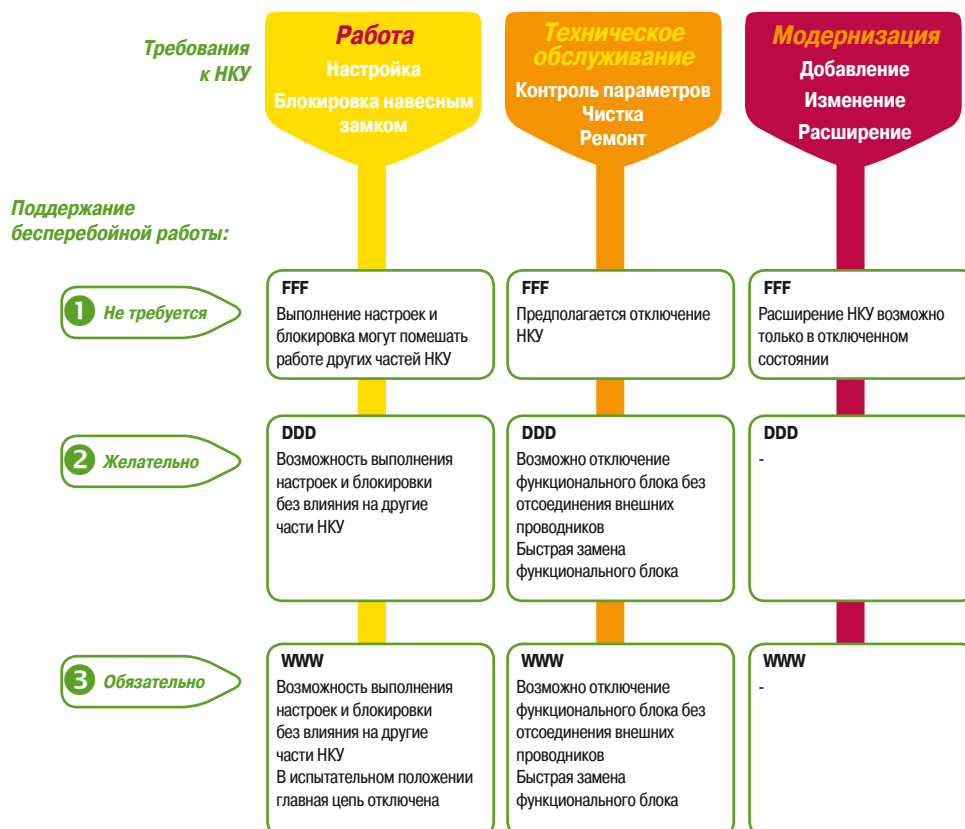 Требования
к НКУ
Работа
Настройка
Блокировка навесным
замком
Техническое
обслуживание
Контроль параметров
Чистка
Ремонт
Модернизация
Добавление
Изменение
Расширение
Поддержание
бесперебойной работы:
1 Не требуется
FFF
Выполнение настроек и
блокировка могут помешать
работе других частей НКУ
FFF
Предполагается отключение
НКУ
FFF
Расширение НКУ возможно
только в отключенном
состоянии
2 Желательно
DDD
Возможность выполнения
настроек и блокировки
без влияния на другие
части НКУ
DDD
Возможно отключение
функционального блока без
отсоединения внешних
проводников
Быстрая замена
функционального блока
DDD
-
3 Обязательно
WWW
Возможность выполнения
настроек и блокировки
без влияния на другие
части НКУ
В испытательном положении
главная цепь отключена
WWW
Возможно отключение
функционального блока без
отсоединения внешних
проводников
Быстрая замена
функционального блока
WWW
-